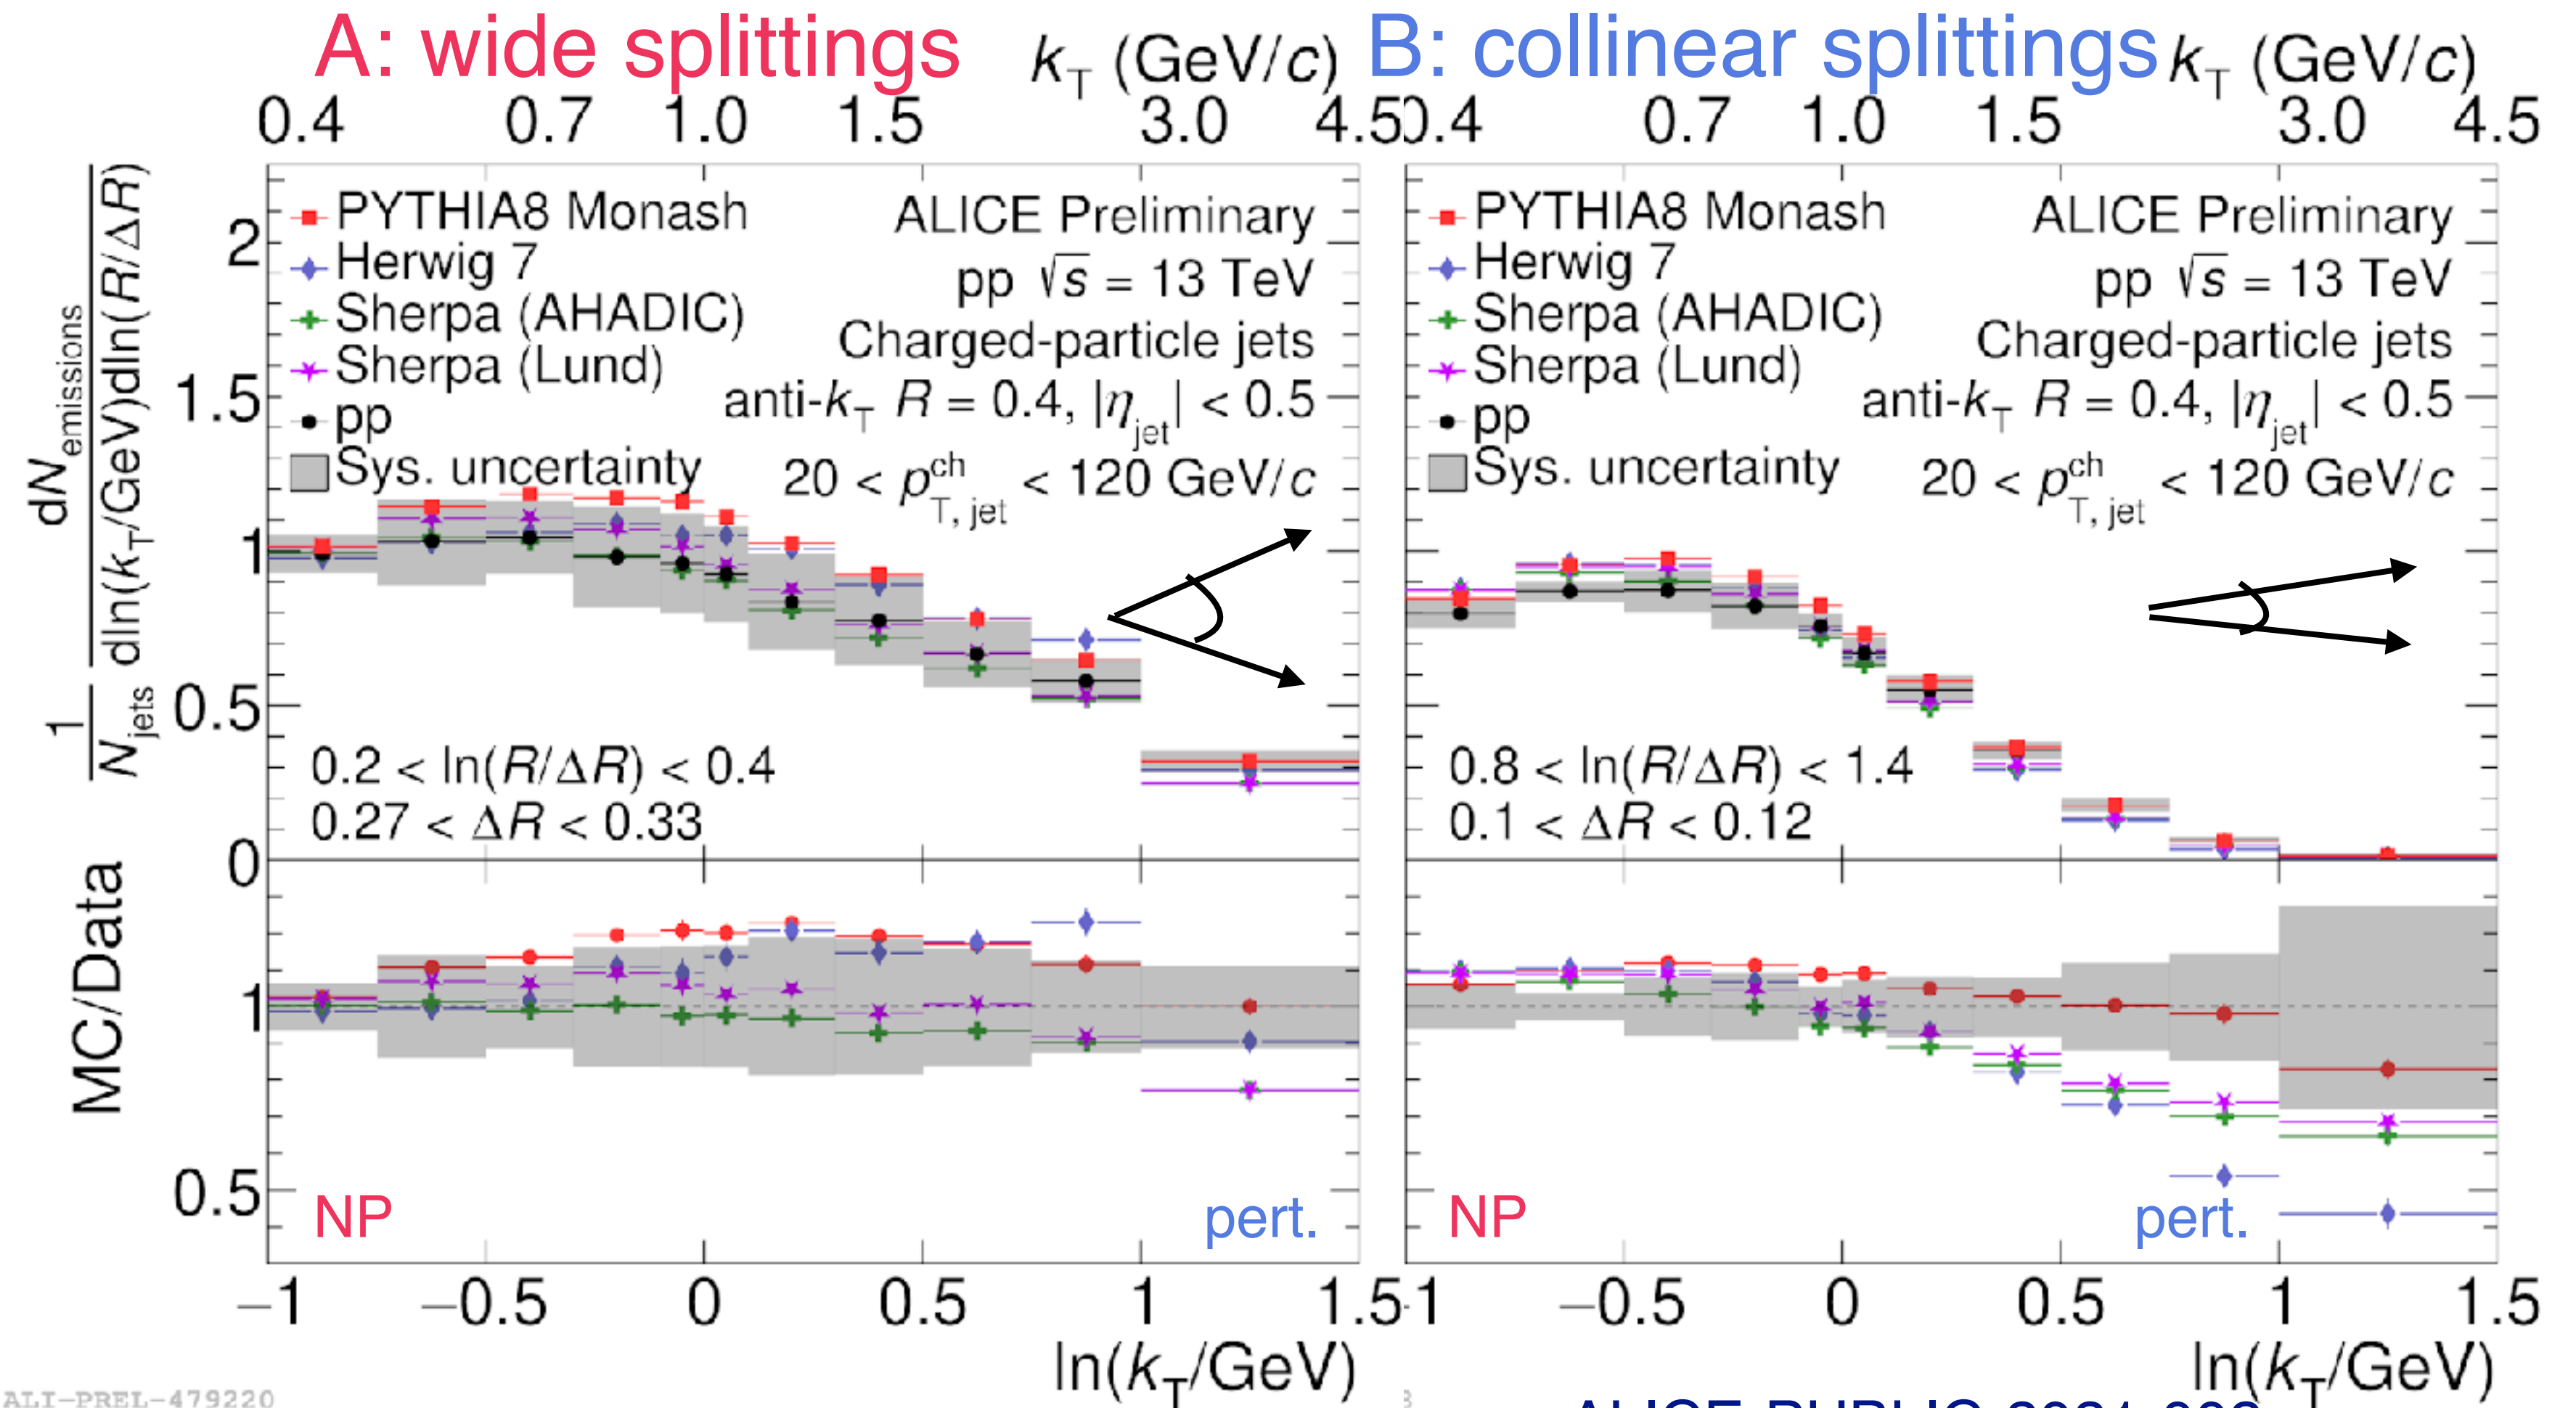 A: wide splittings
k_T (GeV/c)
0.4 0.7 1.0 1.5 3.0 4.5
PYTHIA8 Monash
Herwig 7
Sherpa (AHADIC)
Sherpa (Lund)
pp
Sys. uncertainty
ALICE Preliminary
pp √s = 13 TeV
Charged-particle jets
anti-k_T R = 0.4, |η_jet| < 0.5
20 < p_T, jet^ch < 120 GeV/c
1/N_jets dN_emissions/dln(k_T/GeV)dln(R/ΔR)
2
1.5
1
0.5
0
0.2 < ln(R/ΔR) < 0.4
0.27 < ΔR < 0.33
MC/Data
1
0.5
NP
pert.
−1 −0.5 0 0.5 1 1.5
ln(k_T/GeV)
ALI−PREL−479220
B: collinear splittings
k_T (GeV/c)
0.4 0.7 1.0 1.5 3.0 4.5
PYTHIA8 Monash
Herwig 7
Sherpa (AHADIC)
Sherpa (Lund)
pp
Sys. uncertainty
ALICE Preliminary
pp √s = 13 TeV
Charged-particle jets
anti-k_T R = 0.4, |η_jet| < 0.5
20 < p_T, jet^ch < 120 GeV/c
0.8 < ln(R/ΔR) < 1.4
0.1 < ΔR < 0.12
NP
pert.
-1 −0.5 0 0.5 1 1.5
ln(k_T/GeV)